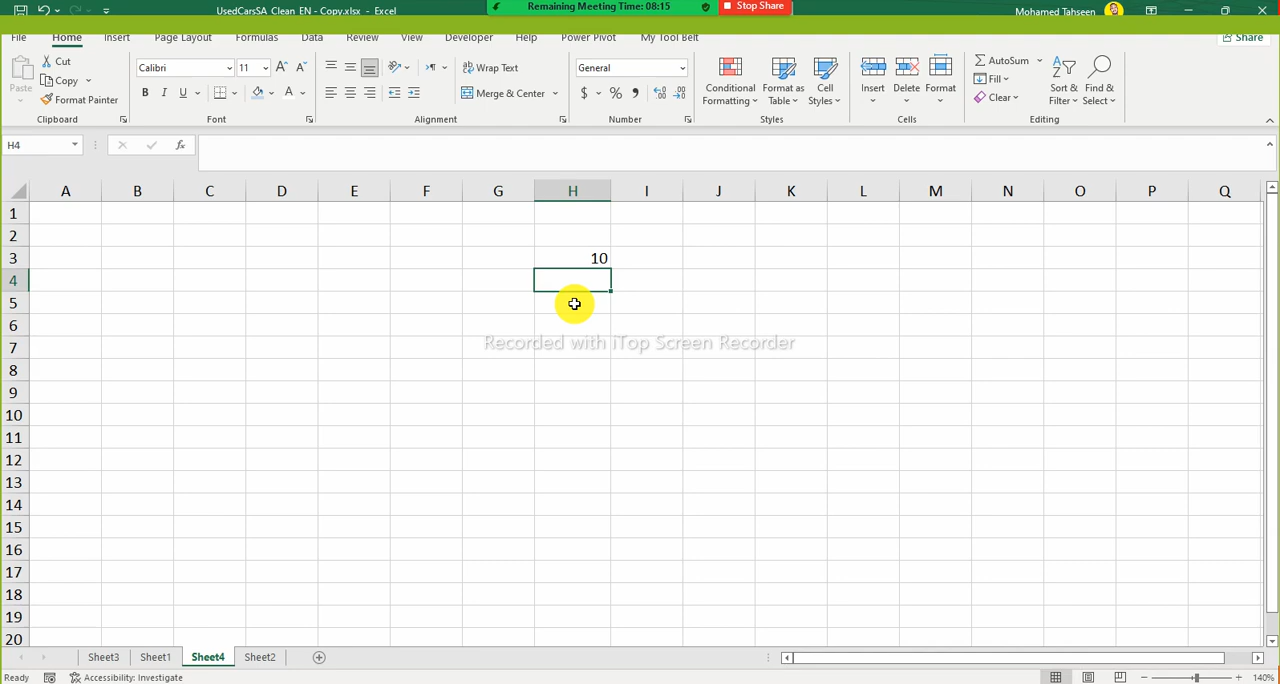 UsedCarsSA_Clean_EN - Copy.xlsx - Excel
Remaining Meeting Time: 08:15
Stop Share
Mohamed Tahseen
File Home Insert Page Layout Formulas Data Review View Developer Help Power Pivot My Tool Belt Share
Paste Cut Copy Format Painter Clipboard
Calibri 11 B I U A Font
Wrap Text Merge & Center Alignment
General $ % Number
Conditional Formatting Format as Table Cell Styles Styles
Insert Delete Format Cells
AutoSum Fill Clear Sort & Filter Find & Select Editing
H4 fx
A B C D E F G H I J K L M N O P Q
1
2
3 10
4
5
6
Recorded with iTop Screen Recorder
7
8
9
10
11
12
13
14
15
16
17
18
19
20
Sheet3 Sheet1 Sheet4 Sheet2
Ready Accessibility: Investigate 140%